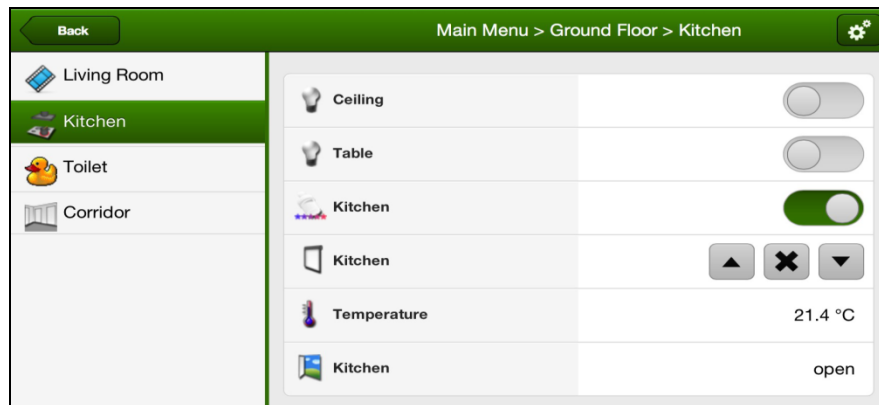 Back
Main Menu > Ground Floor > Kitchen
Living Room
Kitchen
Toilet
Corridor
Ceiling
Table
Kitchen
Kitchen
Temperature 21.4 °C
Kitchen open